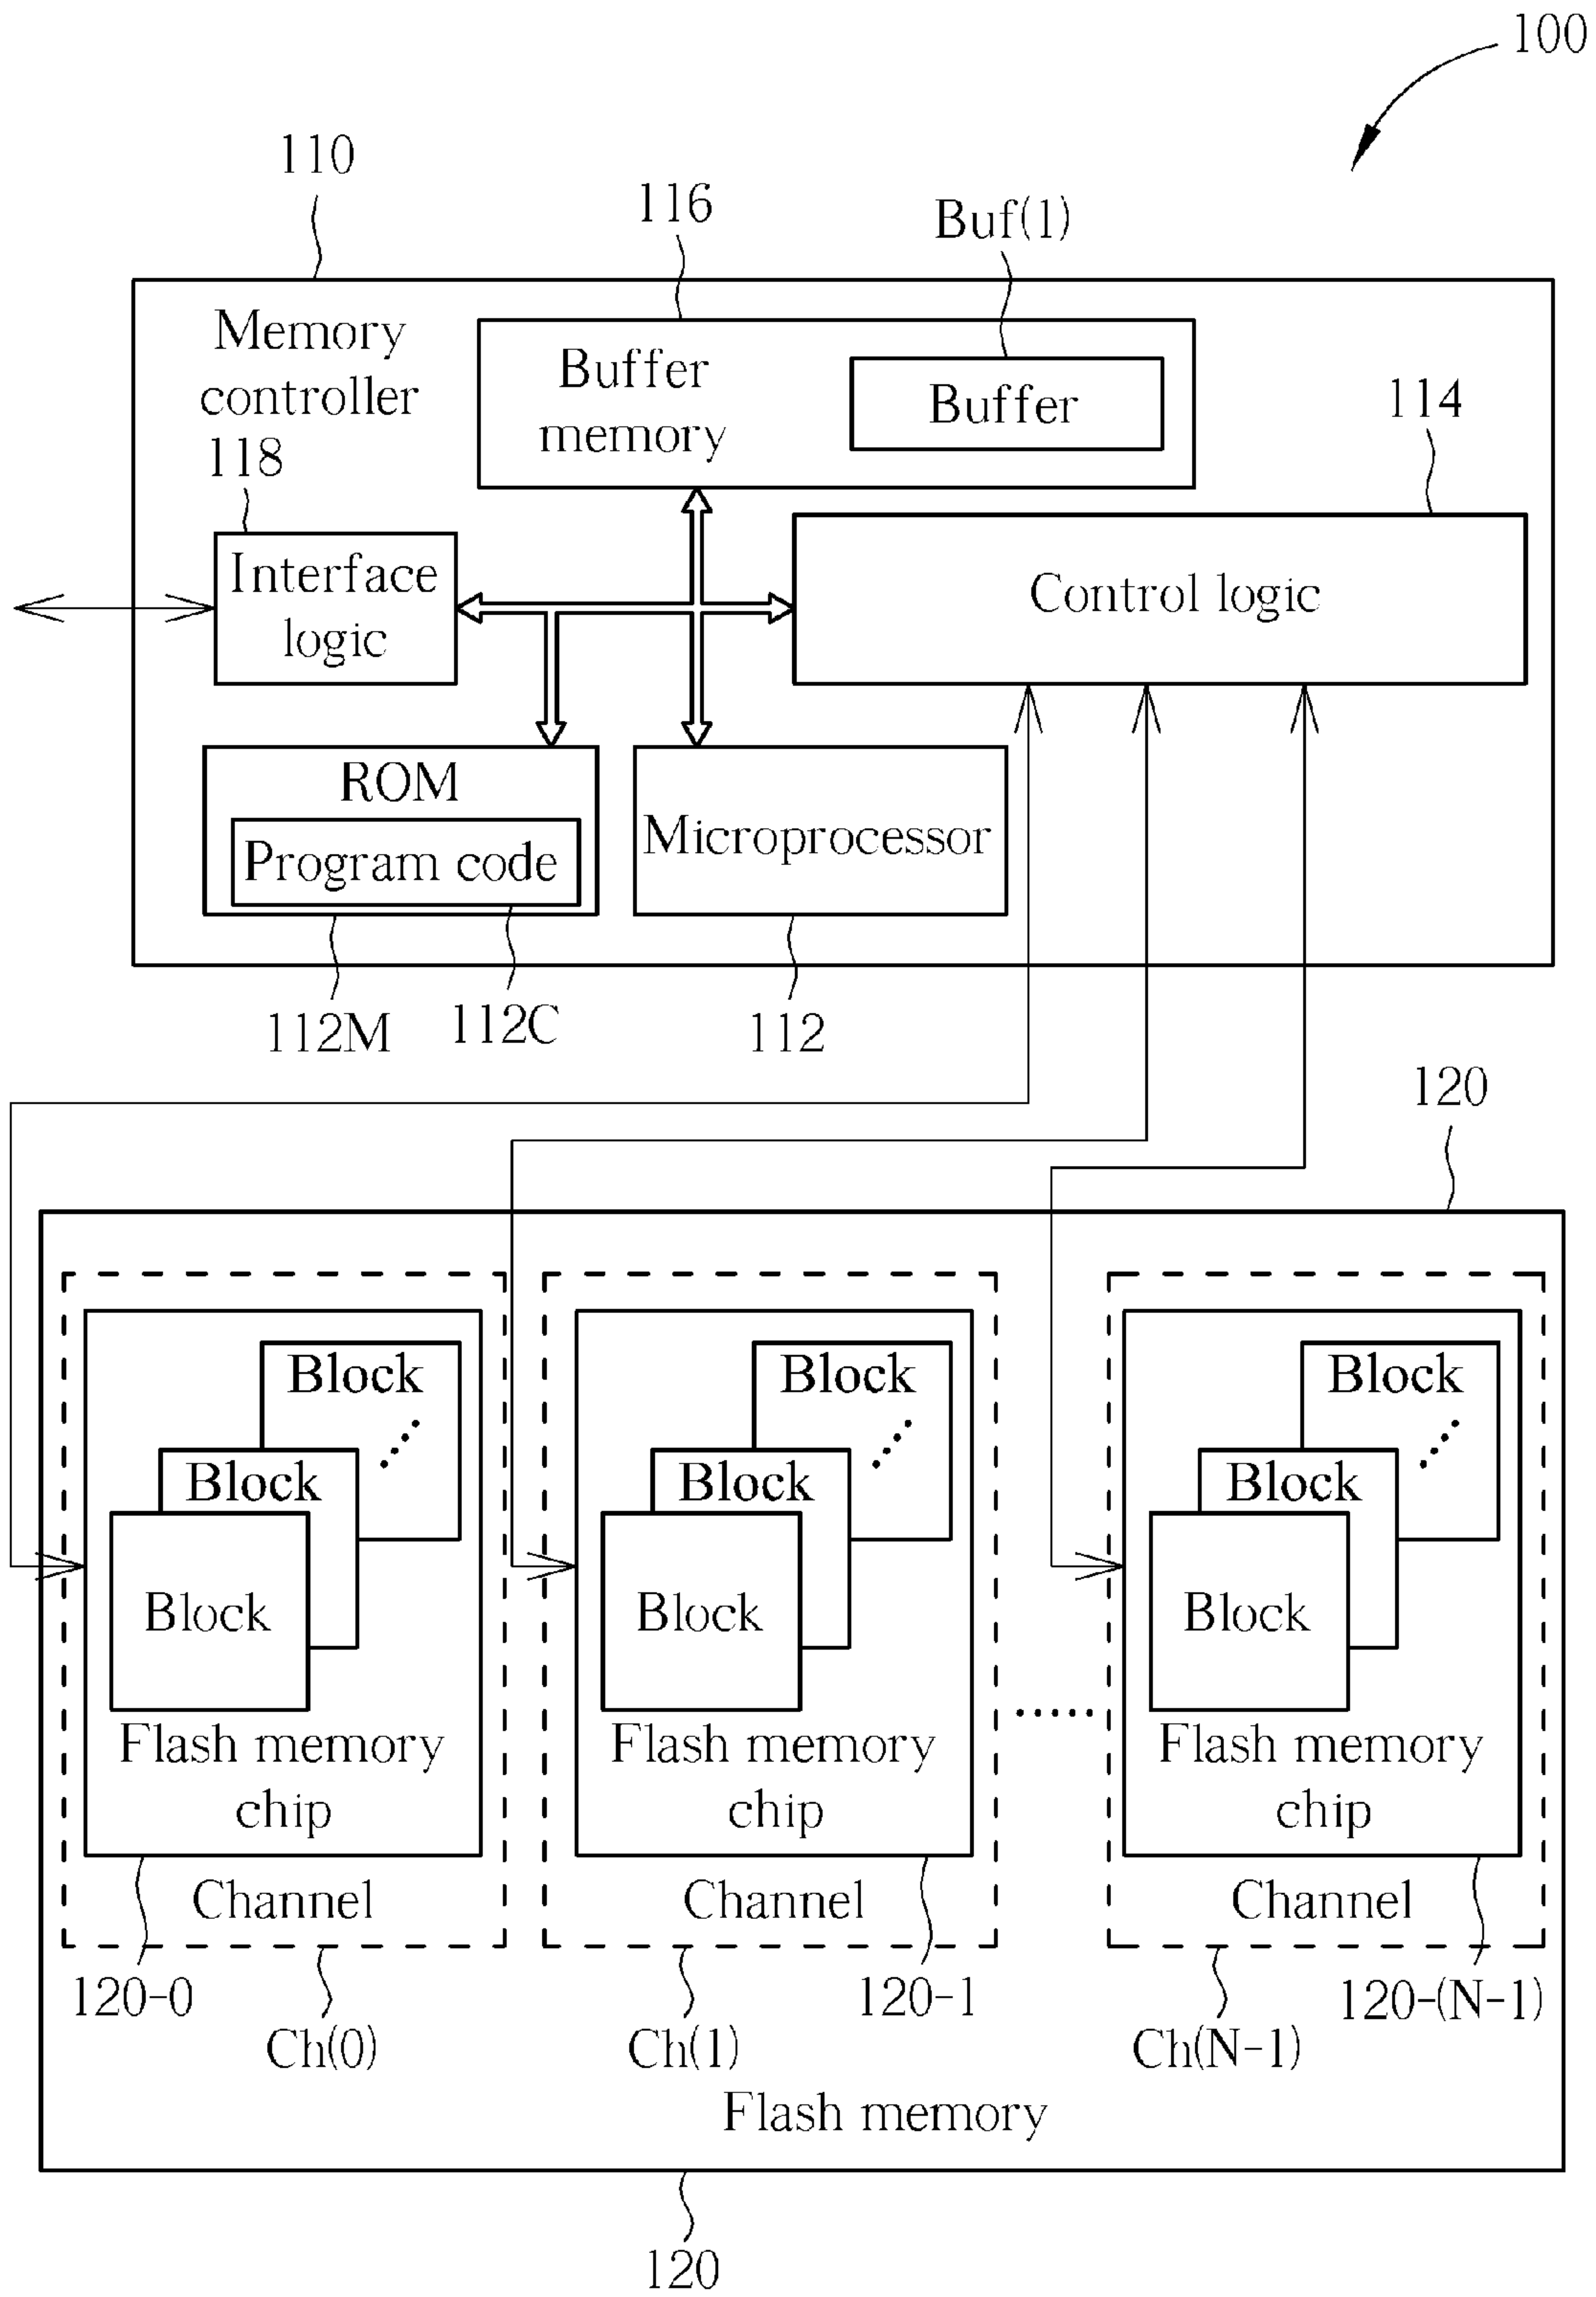 100
110
116
Buf(1)
Memory
controller
Buffer
memory
Buffer
114
118
Interface
logic
Control logic
ROM
Program code
Microprocessor
112M
112C
112
120
Block
Block
Block
Block
Block
Block
Block
Block
Block
Flash memory
chip
Flash memory
chip
Flash memory
chip
Channel
Channel
Channel
120-0
120-1
120-(N-1)
Ch(0)
Ch(1)
Ch(N-1)
Flash memory
120